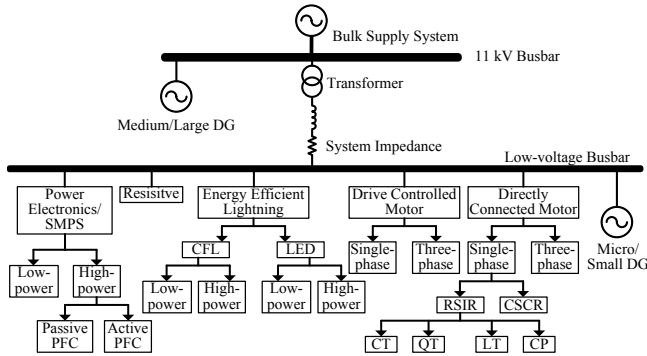 Bulk Supply System
11 kV Busbar
Transformer
Medium/Large DG
System Impedance
Low-voltage Busbar
Power
Electronics/
SMPS
Resisitve
Energy Efficient
Lightning
Drive Controlled
Motor
Directly
Connected Motor
Micro/
Small DG
Low-
power
High-
power
CFL
LED
Single-
phase
Three-
phase
Single-
phase
Three-
phase
Low-
power
High-
power
Low-
power
High-
power
RSIR
CSCR
Passive
PFC
Active
PFC
CT
QT
LT
CP